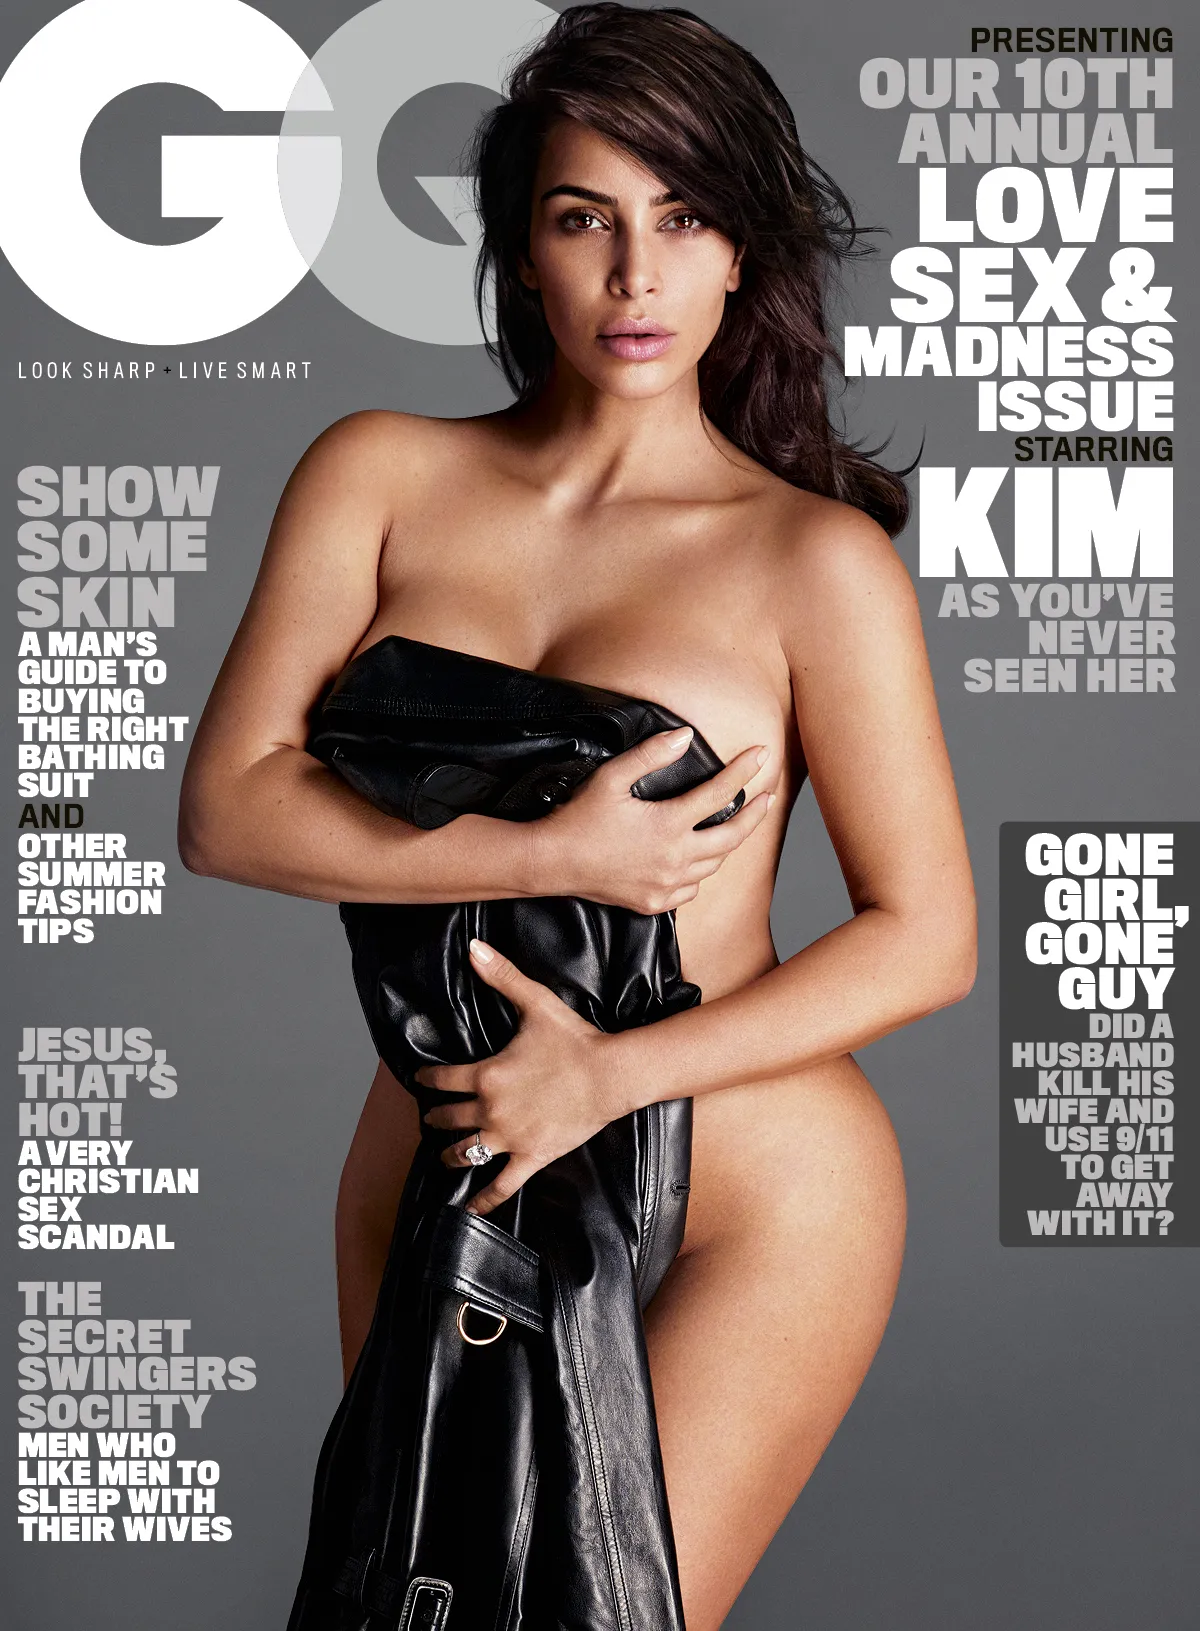 GQ
LOOK SHARP + LIVE SMART
PRESENTING
OUR 10TH
ANNUAL
LOVE
SEX &
MADNESS
ISSUE
STARRING
KIM
AS YOU'VE
NEVER
SEEN HER
SHOW
SOME
SKIN
A MAN'S
GUIDE TO
BUYING
THE RIGHT
BATHING
SUIT
AND
OTHER
SUMMER
FASHION
TIPS
JESUS,
THAT'S
HOT!
A VERY
CHRISTIAN
SEX
SCANDAL
THE
SECRET
SWINGERS
SOCIETY
MEN WHO
LIKE MEN TO
SLEEP WITH
THEIR WIVES
GONE
GIRL,
GONE
GUY
DID A
HUSBAND
KILL HIS
WIFE AND
USE 9/11
TO GET
AWAY
WITH IT?